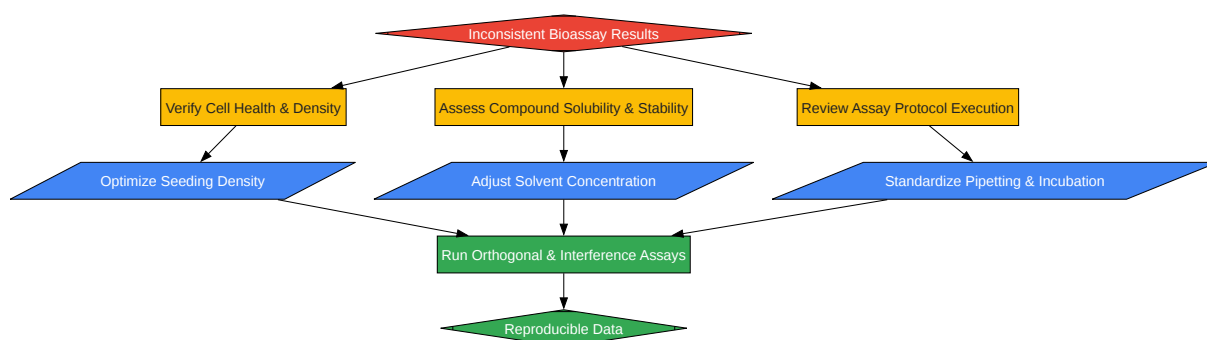 Inconsistent Bioassay Results
Verify Cell Health & Density
Assess Compound Solubility & Stability
Review Assay Protocol Execution
Optimize Seeding Density
Adjust Solvent Concentration
Standardize Pipetting & Incubation
Run Orthogonal & Interference Assays
Reproducible Data